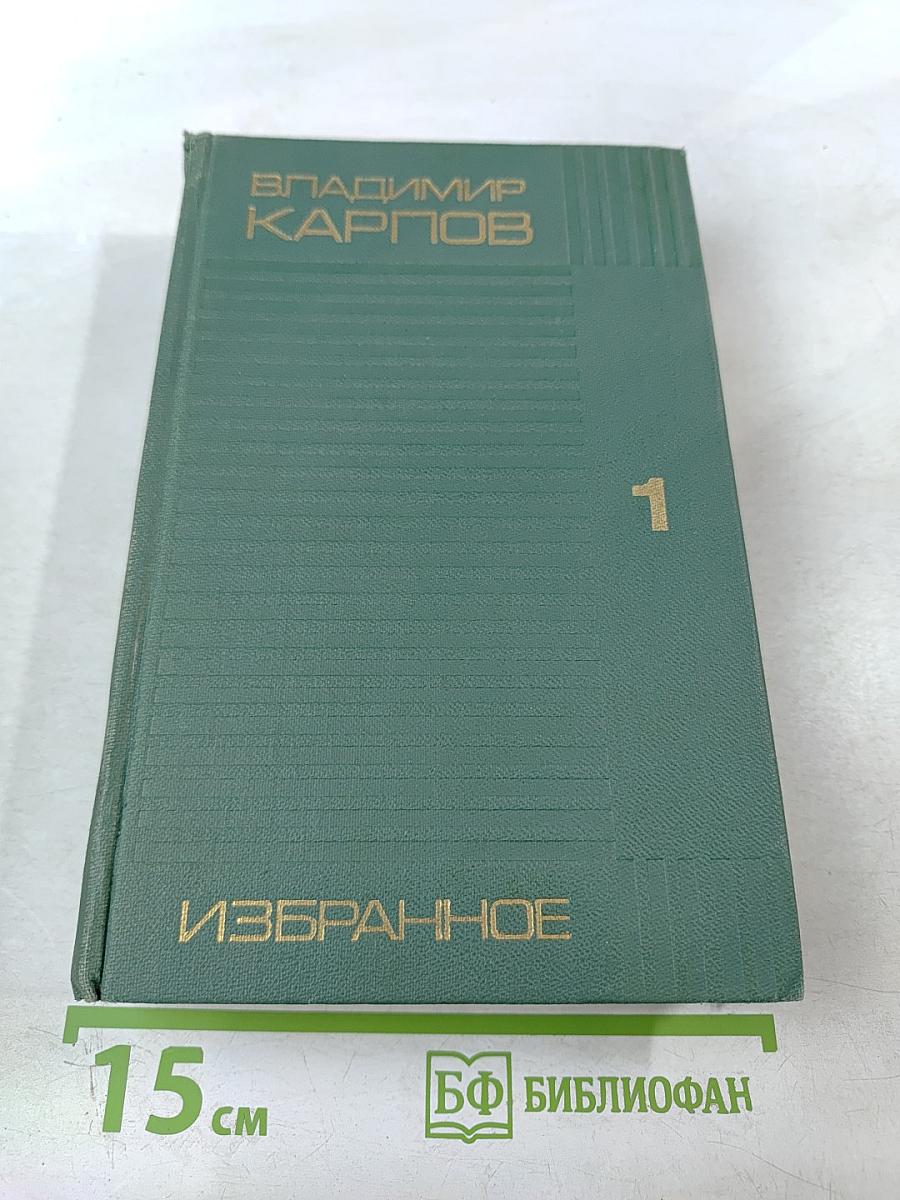 ВЛАДИМИР
КАРПОВ
1
ИЗБРАННОЕ
15 см
БФ БИБЛИОФАН